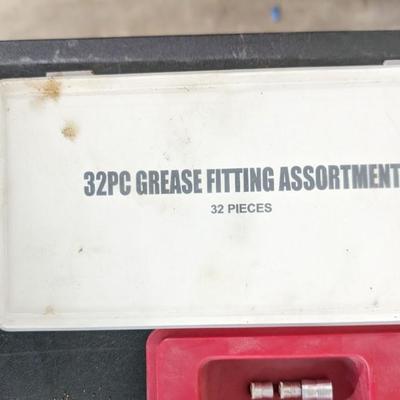 32PC GREASE FITTING ASSORTMENT
32 PIECES